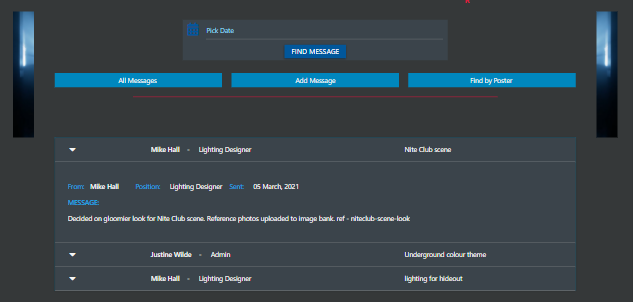 Pick Date
FIND MESSAGE
All Messages Add Message Find by Poster
Mike Hall - Lighting Designer Nite Club scene
From: Mike Hall Position: Lighting Designer Sent: 05 March, 2021
MESSAGE:
Decided on gloomier look for Nite Club scene. Reference photos uploaded to image bank. ref - niteclub-scene-look
Justine Wilde - Admin Underground colour theme
Mike Hall - Lighting Designer lighting for hideout